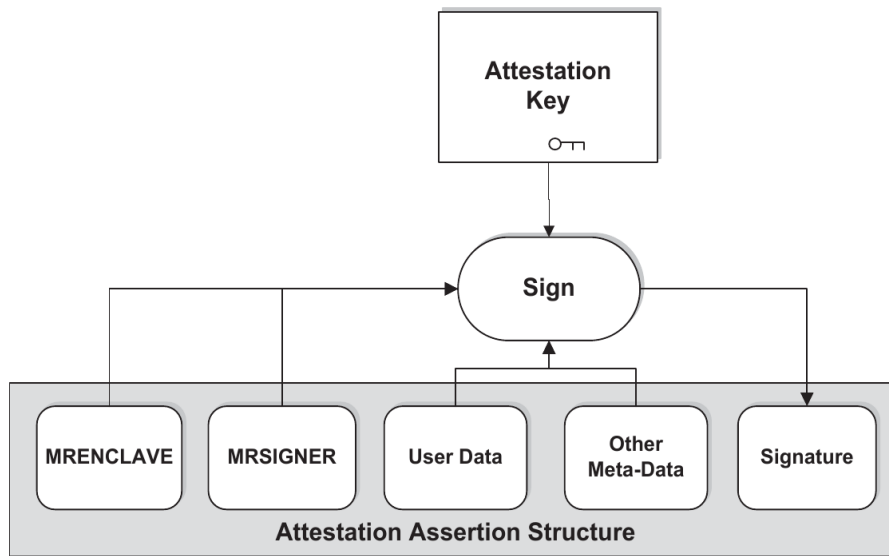 Attestation
Key
Sign
MRENCLAVE
MRSIGNER
User Data
Other
Meta-Data
Signature
Attestation Assertion Structure